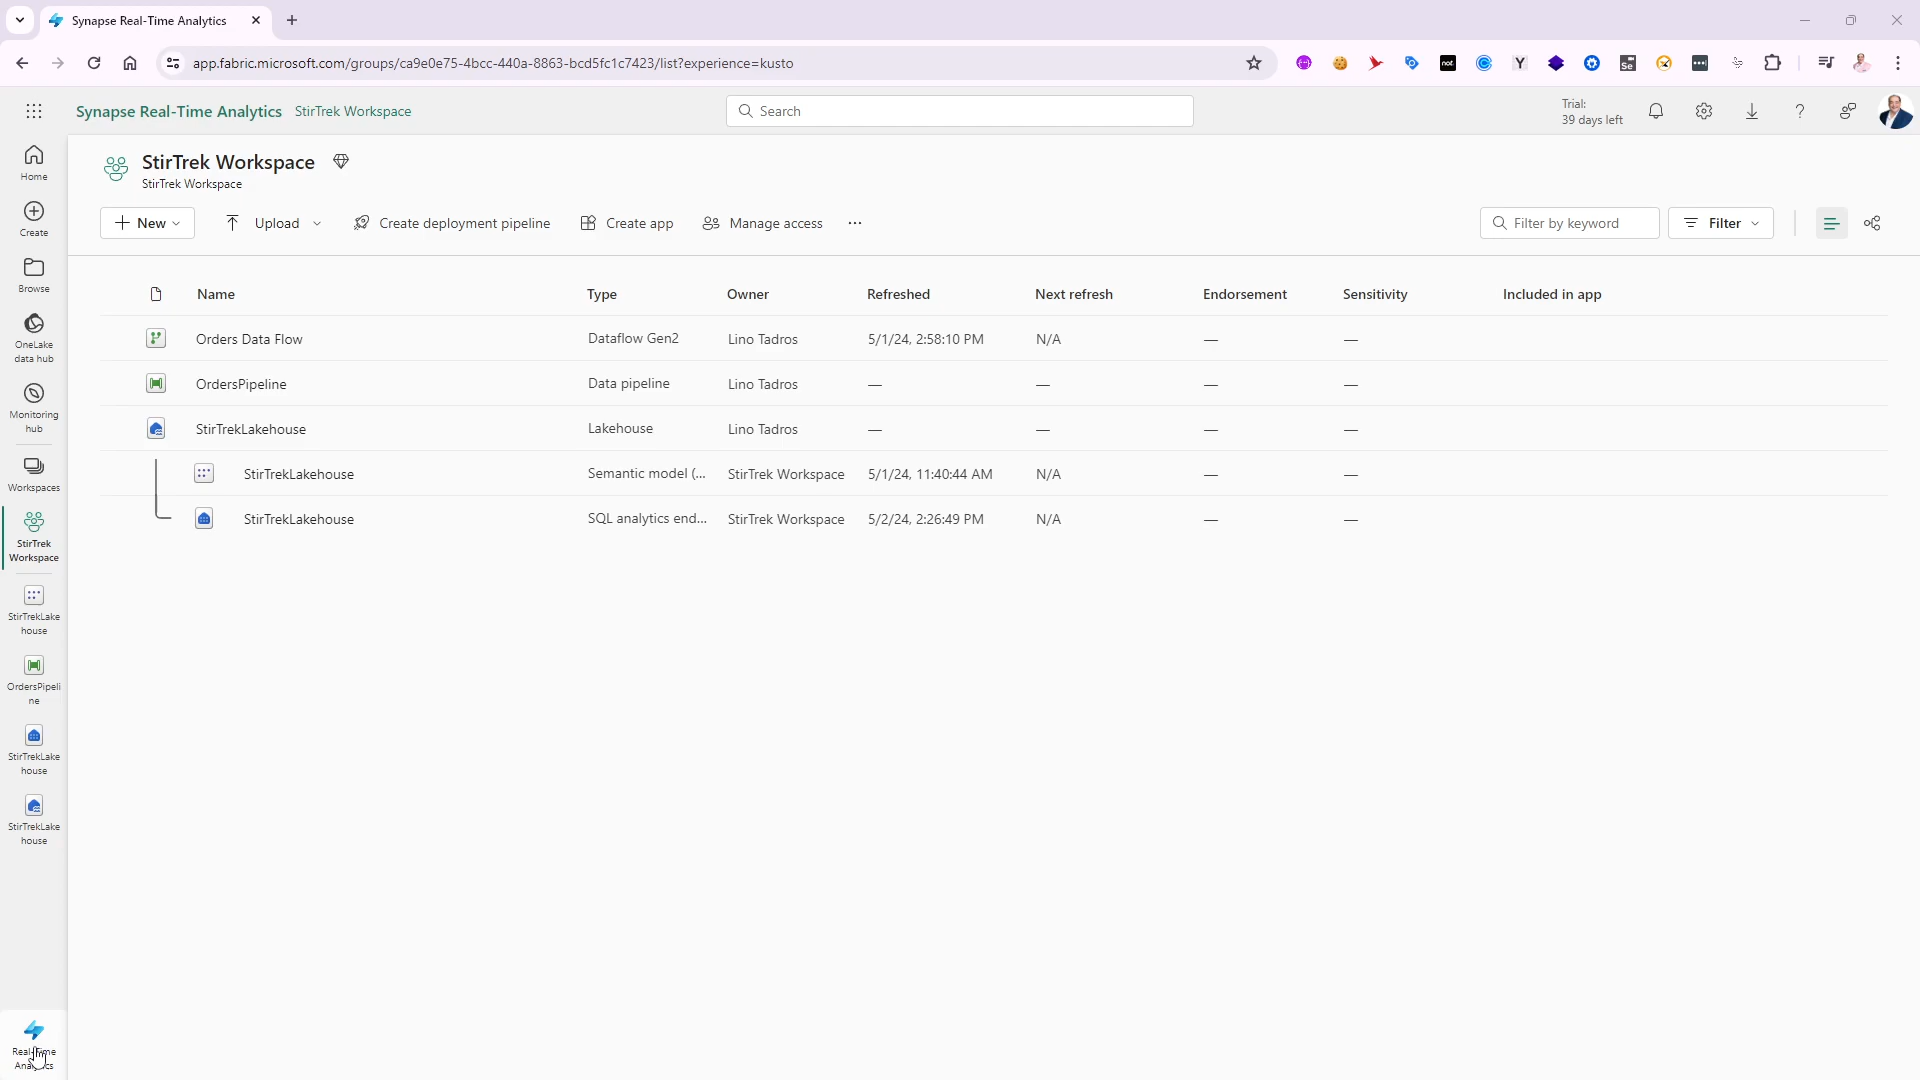 Synapse Real-Time Analytics
app.fabric.microsoft.com/groups/ca9e0e75-4bcc-440a-8863-bcd5fc1c7423/list?experience=kusto
Synapse Real-Time Analytics StirTrek Workspace
Search
Trial:
39 days left
StirTrek Workspace
StirTrek Workspace
New
Upload
Create deployment pipeline
Create app
Manage access
Filter by keyword
Filter
Name Type Owner Refreshed Next refresh Endorsement Sensitivity Included in app
Orders Data Flow Dataflow Gen2 Lino Tadros 5/1/24, 2:58:10 PM N/A — —
OrdersPipeline Data pipeline Lino Tadros — — — —
StirTrekLakehouse Lakehouse Lino Tadros — — — —
StirTrekLakehouse Semantic model (... StirTrek Workspace 5/1/24, 11:40:44 AM N/A — —
StirTrekLakehouse SQL analytics end... StirTrek Workspace 5/2/24, 2:26:49 PM N/A — —
Home
Create
Browse
OneLake
data hub
Monitoring
hub
Workspaces
StirTrek
Workspace
StirTrekLake
house
OrdersPipeli
ne
StirTrekLake
house
StirTrekLake
house
Real-Time
Analytics